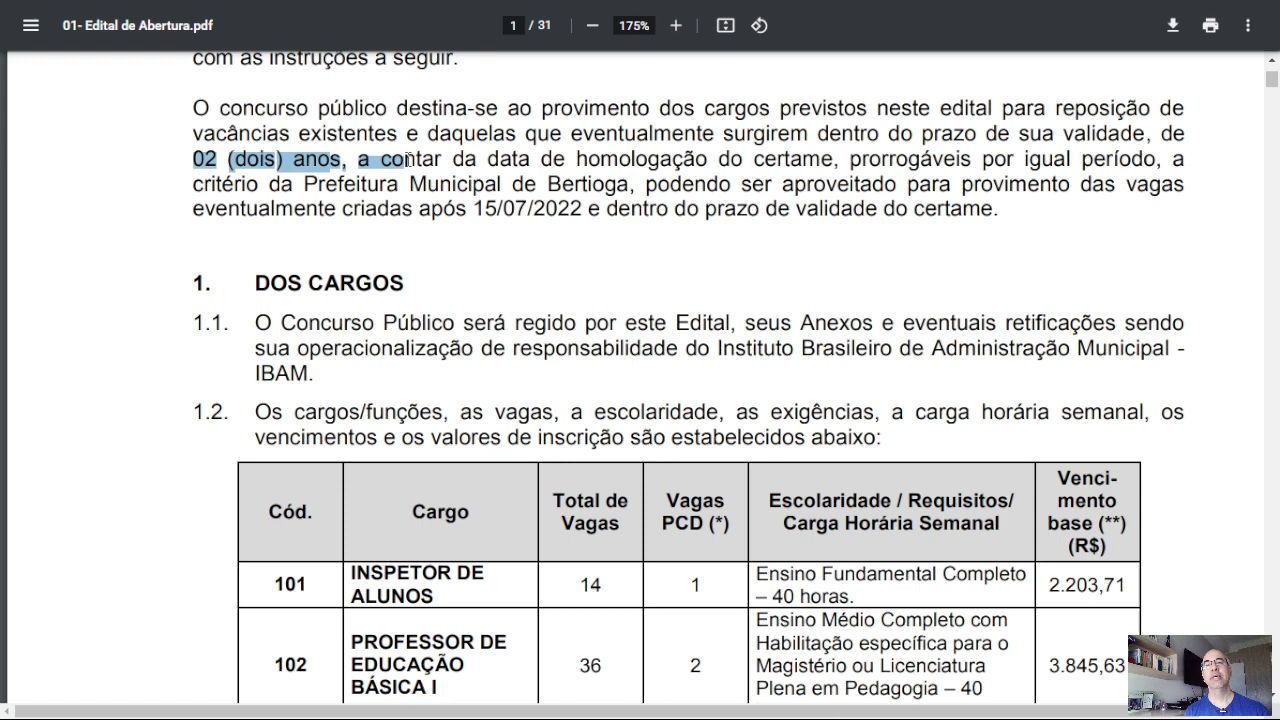 01- Edital de Abertura.pdf
1 / 31
175%
com as instruções a seguir.
O concurso público destina-se ao provimento dos cargos previstos neste edital para reposição de
vacâncias existentes e daquelas que eventualmente surgirem dentro do prazo de sua validade, de
02 (dois) anos, a contar da data de homologação do certame, prorrogáveis por igual período, a
critério da Prefeitura Municipal de Bertioga, podendo ser aproveitado para provimento das vagas
eventualmente criadas após 15/07/2022 e dentro do prazo de validade do certame.
1. DOS CARGOS
1.1. O Concurso Público será regido por este Edital, seus Anexos e eventuais retificações sendo
sua operacionalização de responsabilidade do Instituto Brasileiro de Administração Municipal -
IBAM.
1.2. Os cargos/funções, as vagas, a escolaridade, as exigências, a carga horária semanal, os
vencimentos e os valores de inscrição são estabelecidos abaixo:
Cód.
Cargo
Total de
Vagas
Vagas
PCD (*)
Escolaridade / Requisitos/
Carga Horária Semanal
Venci-
mento
base (**)
(R$)
101
INSPETOR DE
ALUNOS
14
1
Ensino Fundamental Completo
– 40 horas.
2.203,71
102
PROFESSOR DE
EDUCAÇÃO
BÁSICA I
36
2
Ensino Médio Completo com
Habilitação específica para o
Magistério ou Licenciatura
Plena em Pedagogia – 40
3.845,63